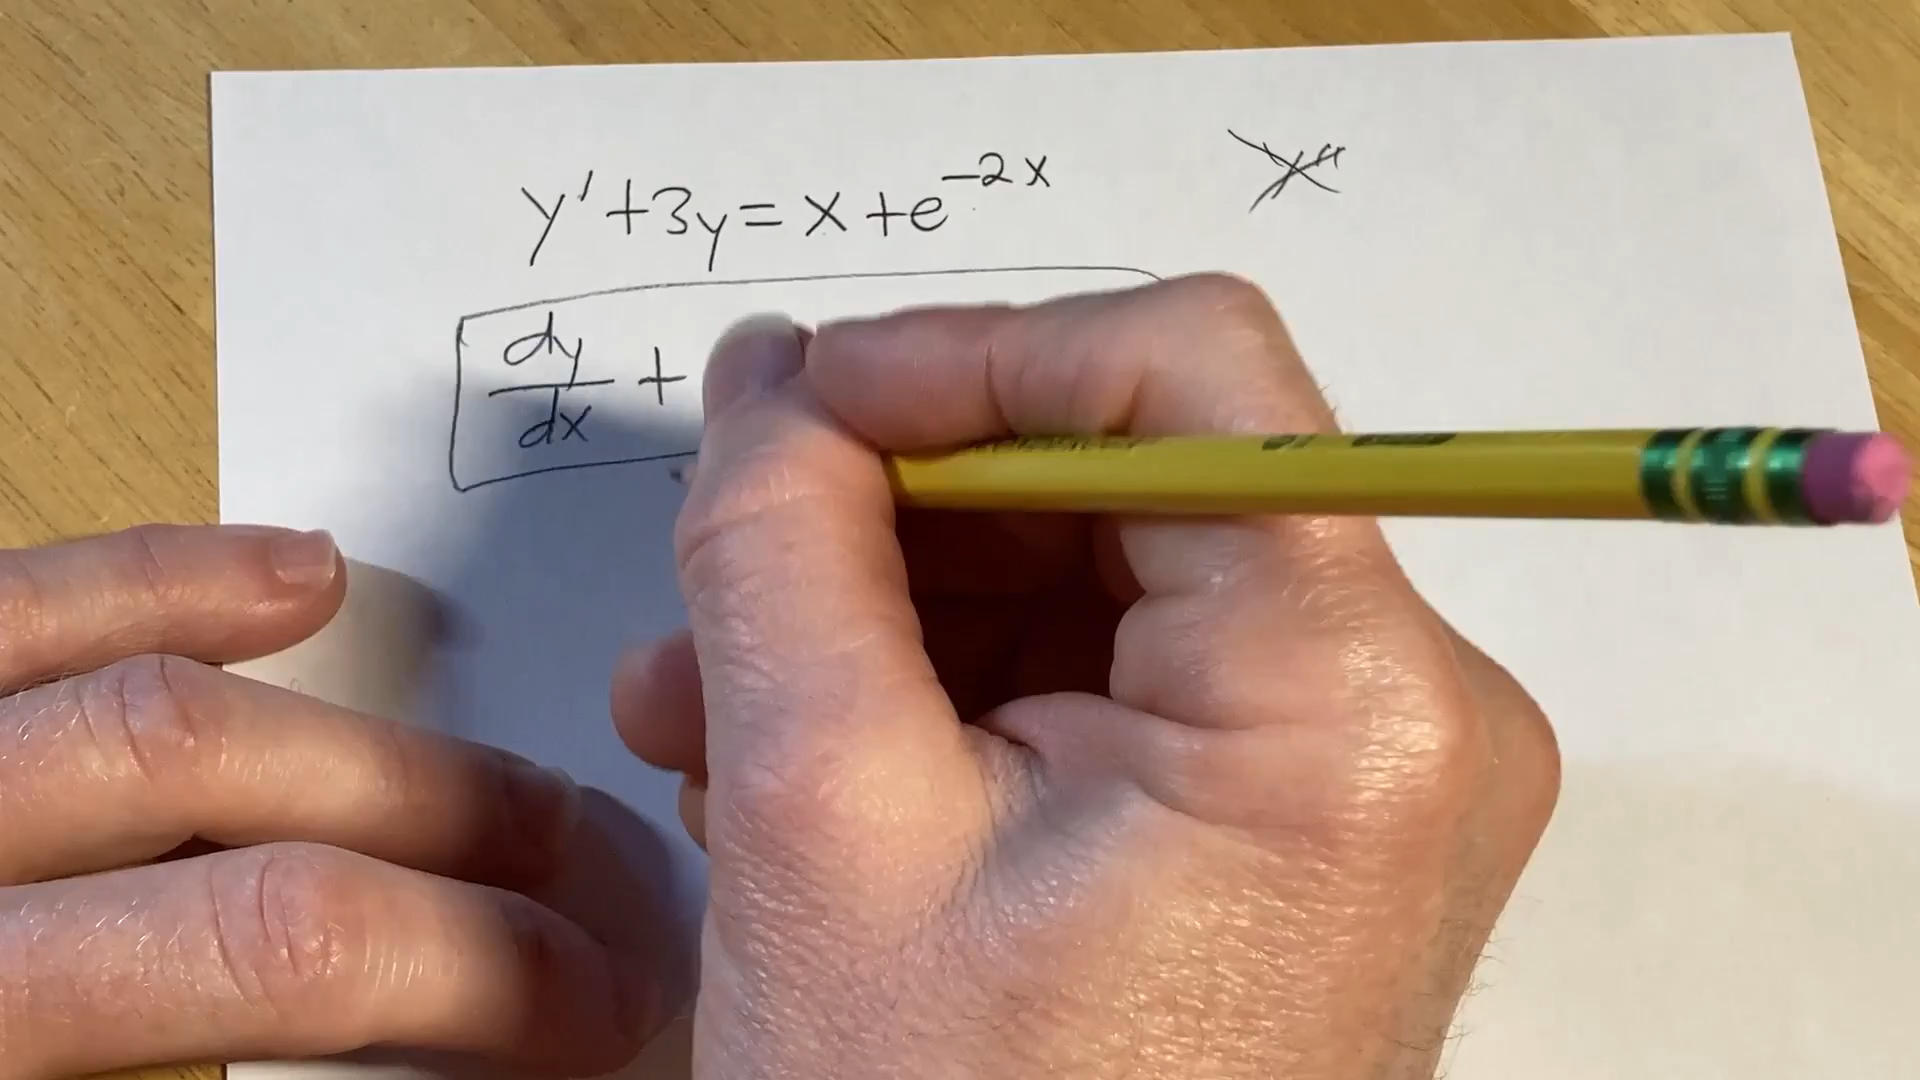 y' + 3y = x + e^{-2x}
y"
dy/dx +